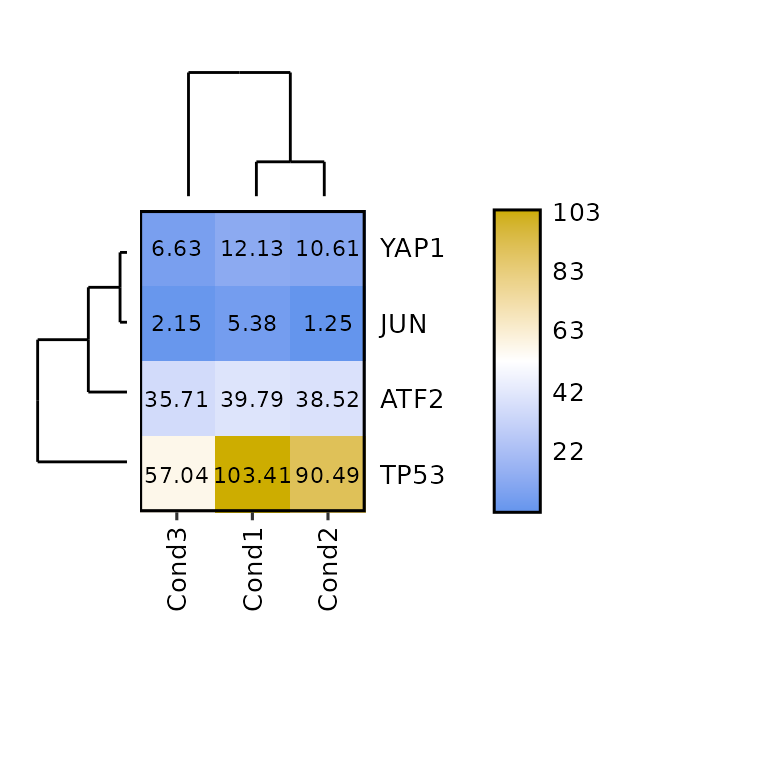 103
6.63 12.13 10.61 YAP1
83
2.15 5.38 1.25 JUN
63
35.71 39.79 38.52 ATF2
42
22
57.04 103.41 90.49 TP53
Cond3 Cond1 Cond2